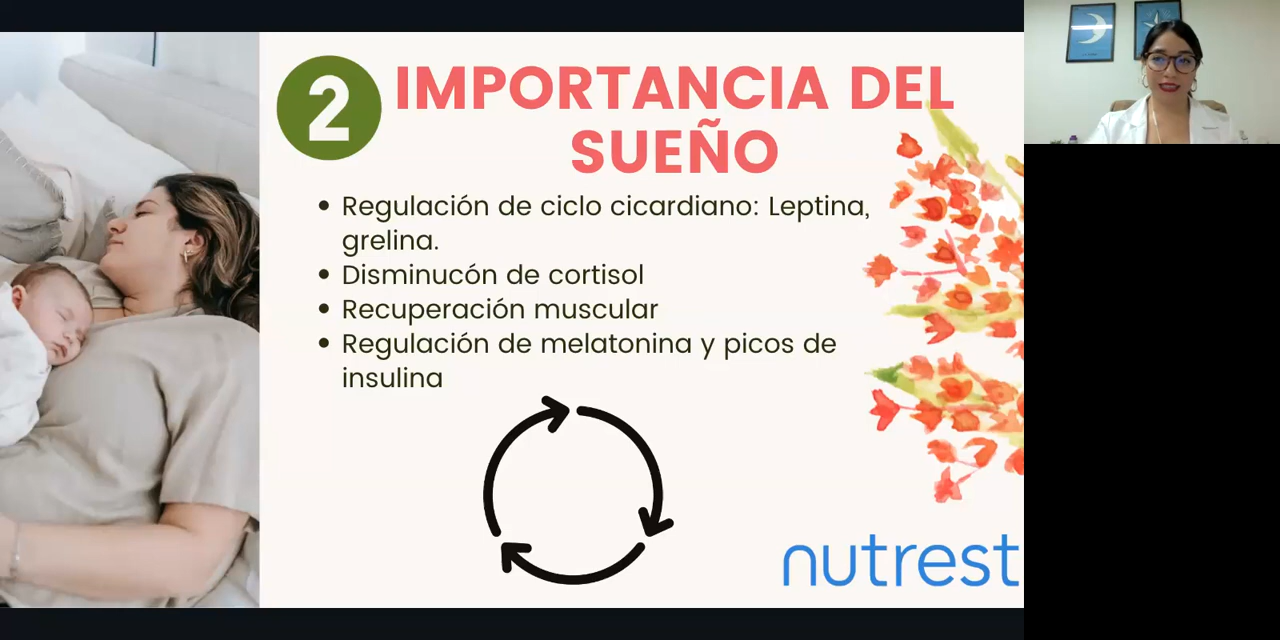 2
IMPORTANCIA DEL
SUEÑO
Regulación de ciclo cicardiano: Leptina,
grelina.
Disminucón de cortisol
Recuperación muscular
Regulación de melatonina y picos de
insulina
nutrest